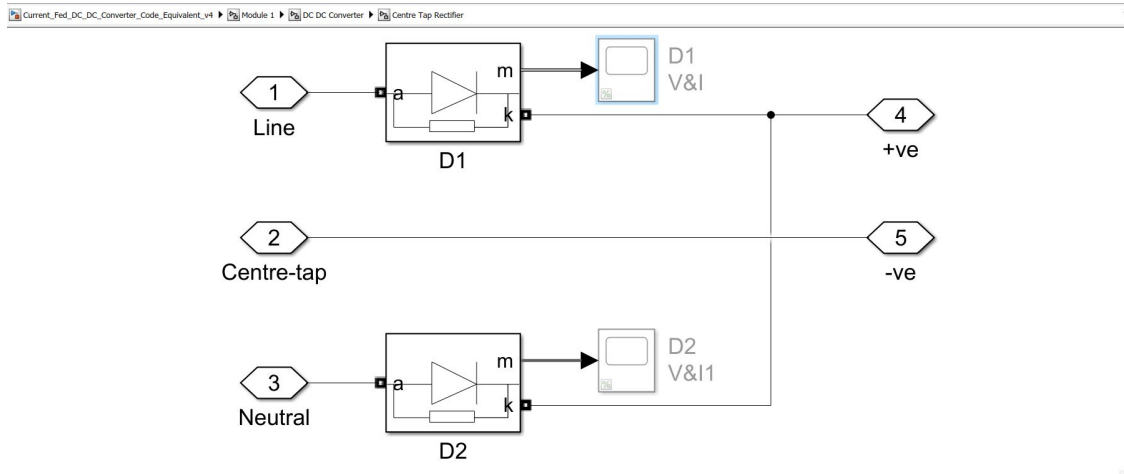 Current_Fed_DC_DC_Converter_Code_Equivalent_v4 Module 1 DC DC Converter Centre Tap Rectifier
1
Line
a
m
k
D1
D1
V&I
4
+ve
2
Centre-tap
5
-ve
3
Neutral
a
m
k
D2
D2
V&I1